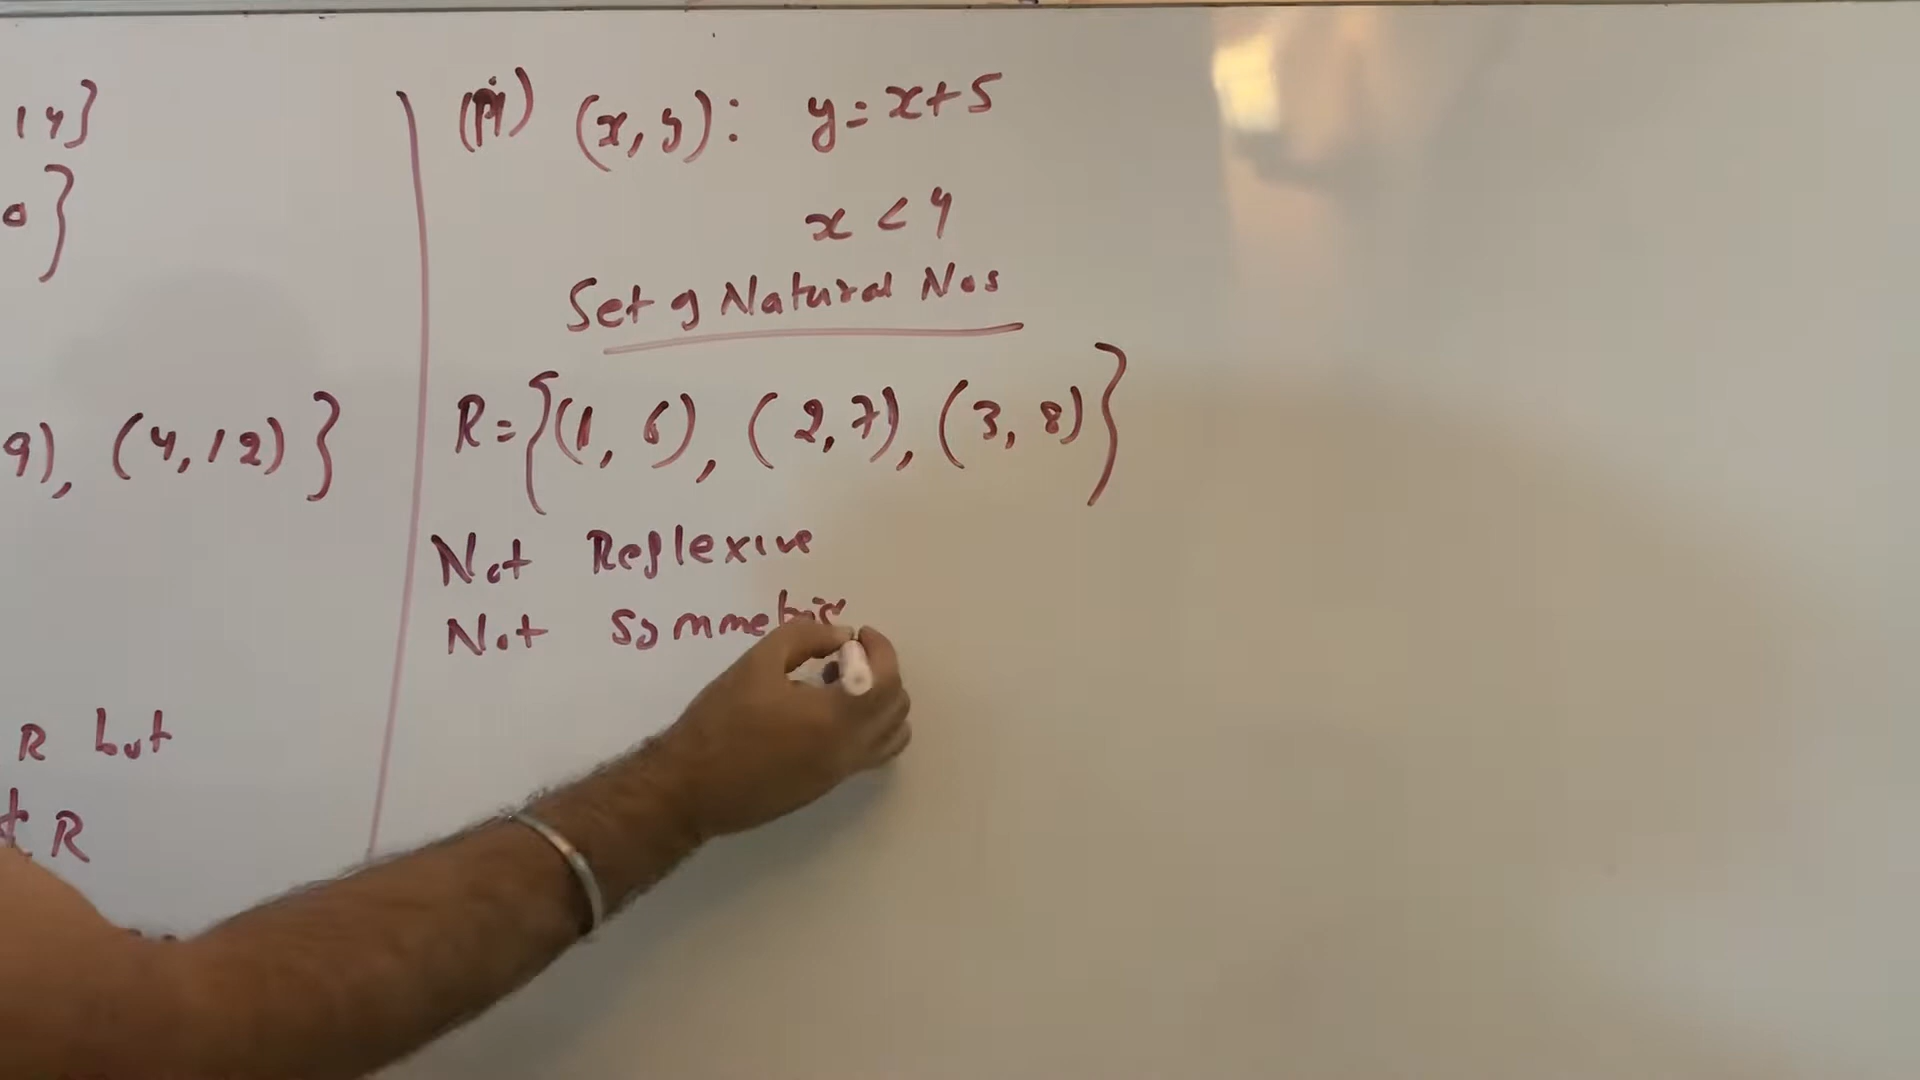 14}
0}
9), (4,12)}
R but
∉ R
(ii) (x, y): y = x+5
x < 4
Set of Natural Nos
R = {(1, 6), (2,7), (3, 8)}
Not Reflexive
Not Symmetric